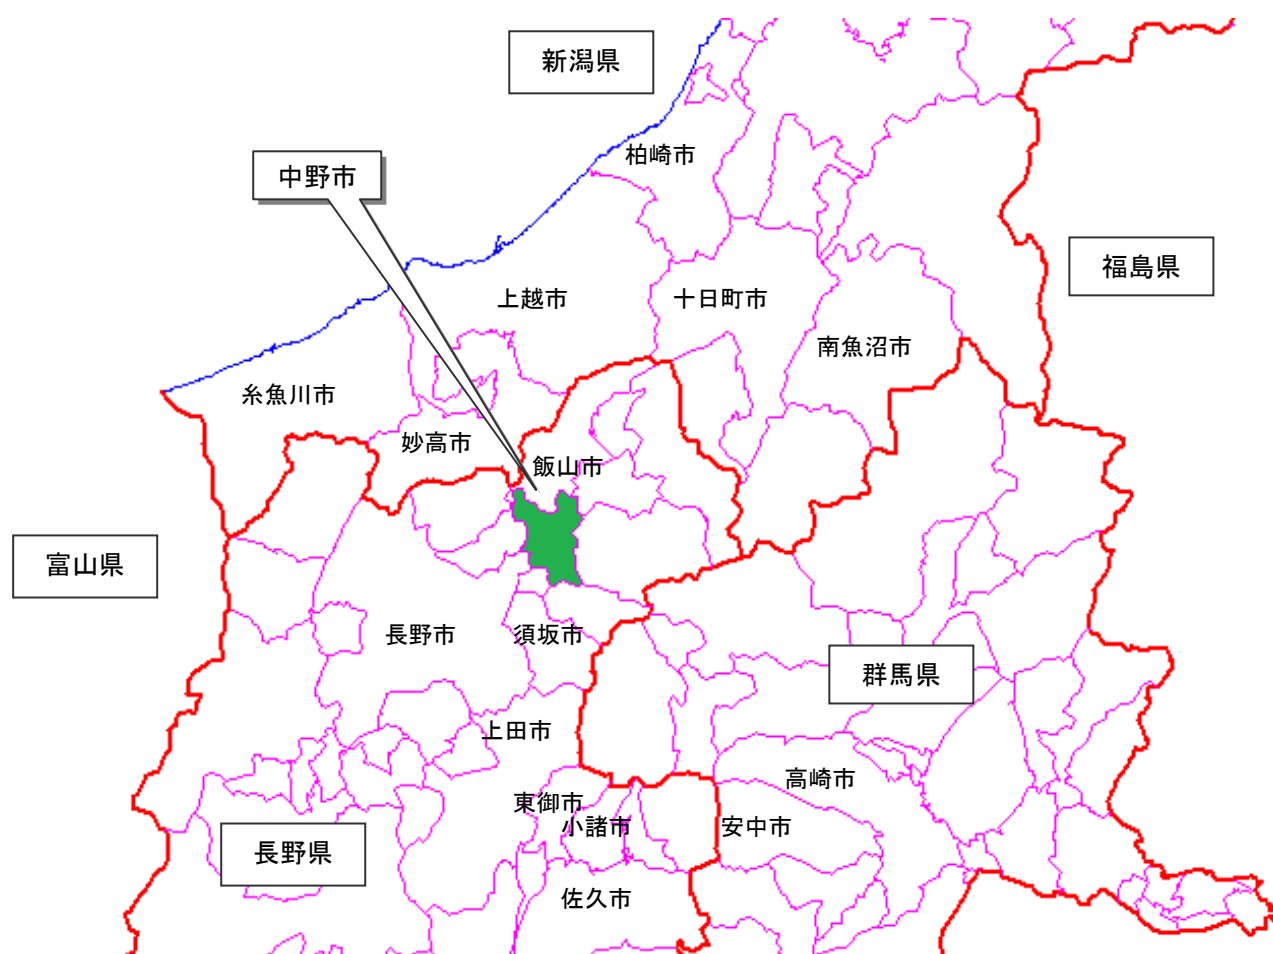 新潟県
柏崎市
中野市
福島県
上越市
十日町市
南魚沼市
糸魚川市
妙高市
飯山市
富山県
長野市
須坂市
群馬県
上田市
高崎市
東御市
小諸市
安中市
長野県
佐久市